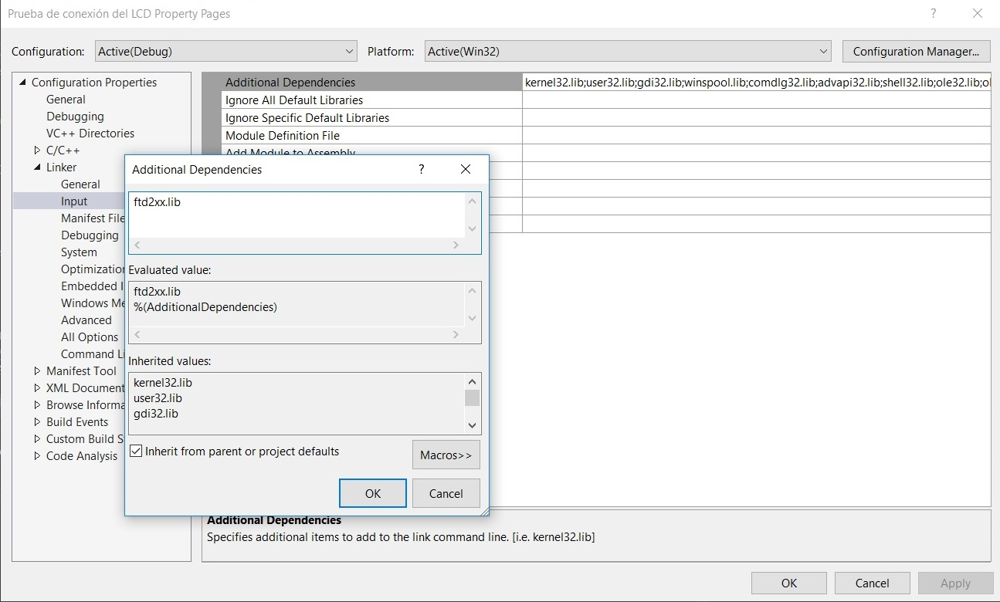 Prueba de conexión del LCD Property Pages
?
Configuration: Active(Debug) Platform: Active(Win32) Configuration Manager...
Configuration Properties
General
Debugging
VC++ Directories
C/C++
Linker
General
Input
Manifest File
Debugging
System
Optimization
Embedded I
Windows Me
Advanced
All Options
Command Li
Manifest Tool
XML Document
Browse Informa
Build Events
Custom Build S
Code Analysis
Additional Dependencies kernel32.lib;user32.lib;gdi32.lib;winspool.lib;comdlg32.lib;advapi32.lib;shell32.lib;ole32.lib;ol
Ignore All Default Libraries
Ignore Specific Default Libraries
Module Definition File
Add Module to Assembly
Additional Dependencies ?
ftd2xx.lib
Evaluated value:
ftd2xx.lib
%(AdditionalDependencies)
Inherited values:
kernel32.lib
user32.lib
gdi32.lib
Inherit from parent or project defaults
Macros>>
OK Cancel
Additional Dependencies
Specifies additional items to add to the link command line. [i.e. kernel32.lib]
OK Cancel Apply